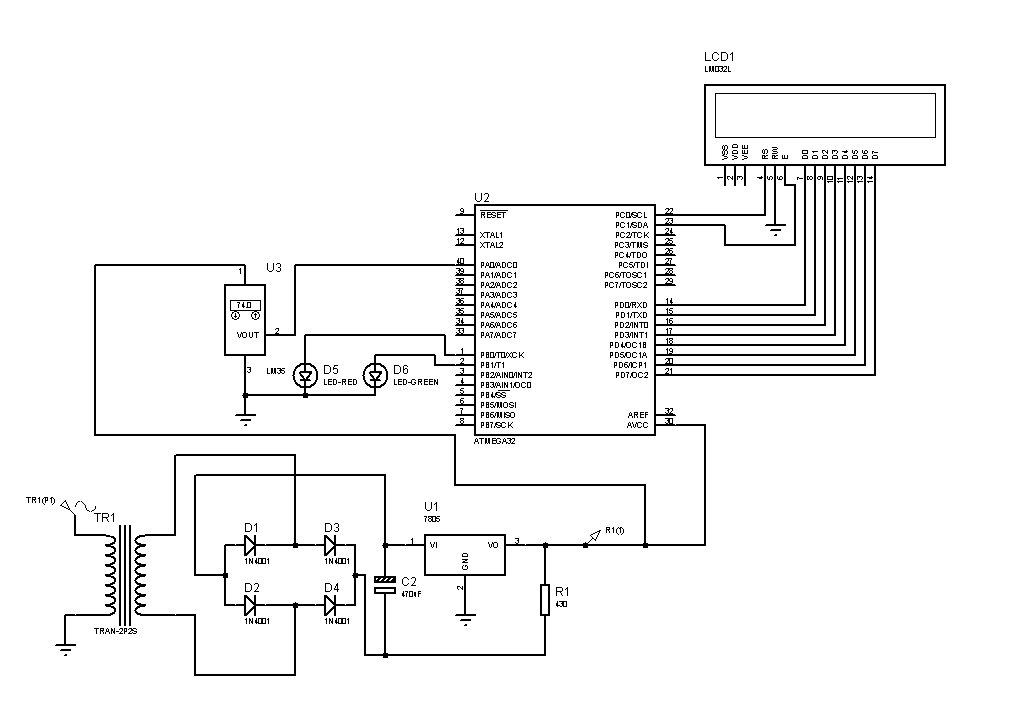 LCD1
LM032L
VSS
VDD
VEE
RS
RW
E
D0
D1
D2
D3
D4
D5
D6
D7
1
2
3
4
5
6
7
8
9
10
11
12
13
14
U2
9 RESET
13 XTAL1
12 XTAL2
40 PA0/ADC0
39 PA1/ADC1
38 PA2/ADC2
37 PA3/ADC3
36 PA4/ADC4
35 PA5/ADC5
34 PA6/ADC6
33 PA7/ADC7
1 PB0/T0/XCK
2 PB1/T1
3 PB2/AIN0/INT2
4 PB3/AIN1/OC0
5 PB4/SS
6 PB5/MOSI
7 PB6/MISO
8 PB7/SCK
PC0/SCL 22
PC1/SDA 23
PC2/TCK 24
PC3/TMS 25
PC4/TDO 26
PC5/TDI 27
PC6/TOSC1 28
PC7/TOSC2 29
PD0/RXD 14
PD1/TXD 15
PD2/INT0 16
PD3/INT1 17
PD4/OC1B 18
PD5/OC1A 19
PD6/ICP1 20
PD7/OC2 21
AREF 32
AVCC 30
ATMEGA32
U3
1
74.0
VOUT 2
3
LM35
D5
LED-RED
D6
LED-GREEN
TR1(P1)
TR1
TRAN-2P2S
D1
1N4001
D3
1N4001
D2
1N4001
D4
1N4001
C2
470uF
U1
7805
1 VI
VO 3
GND
2
R1(1)
R1
430